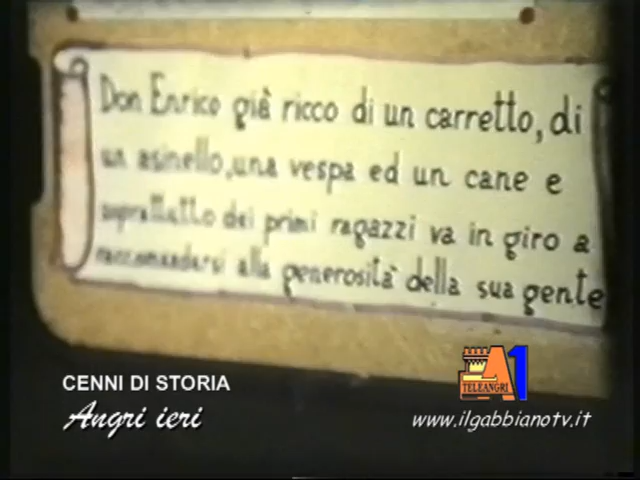 Don Enrico già ricco di un carretto, di
un asinello, una vespa ed un cane e
soprattutto dei primi ragazzi va in giro a
raccomandarsi alla generosità della sua gente
CENNI DI STORIA
Angri ieri
A1
TELEANGRI
www.ilgabbianotv.it